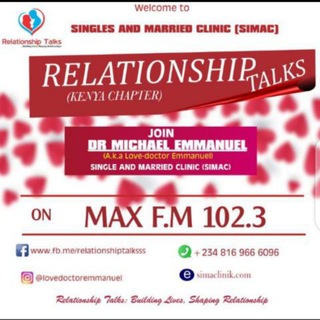 Welcome to
SINGLES AND MARRIED CLINIC (SIMAC)
Relationship Talks
RELATIONSHIP
TALKS
(KENYA CHAPTER)
JOIN
DR MICHAEL EMMANUEL
(A.k.a Love-doctor Emmanuel)
SINGLE AND MARRIED CLINIC (SIMAC)
ON MAX F.M 102.3
www.fb.me/relationshiptalksss
+ 234 816 966 6096
@lovedoctoremmanuel
simaclinik.com
Relationship Talks: Building Lives, Shaping Relationship